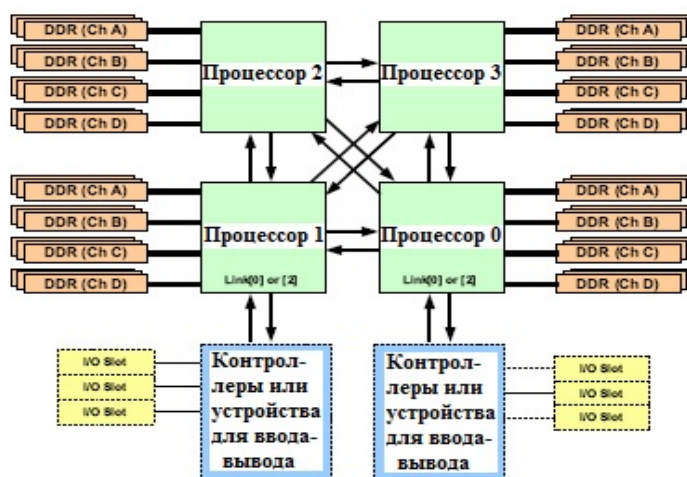 DDR (Ch A)
DDR (Ch B)
DDR (Ch C)
DDR (Ch D)
Процессор 2
Процессор 3
DDR (Ch A)
DDR (Ch B)
DDR (Ch C)
DDR (Ch D)
DDR (Ch A)
DDR (Ch B)
DDR (Ch C)
DDR (Ch D)
Процессор 1
Link[0] or [2]
Процессор 0
Link[0] or [2]
DDR (Ch A)
DDR (Ch B)
DDR (Ch C)
DDR (Ch D)
I/O Slot
I/O Slot
I/O Slot
Контрол-
леры или
устройства
для ввода-
вывода
Контрол-
леры или
устройства
для ввода-
вывода
I/O Slot
I/O Slot
I/O Slot